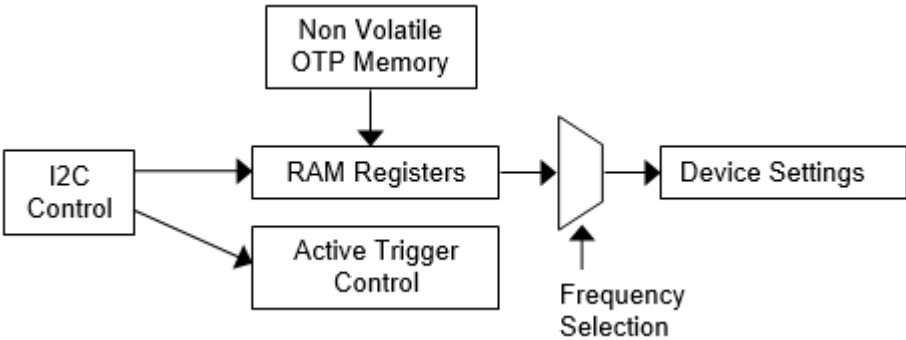 Non Volatile
OTP Memory
I2C
Control
RAM Registers
Device Settings
Active Trigger
Control
Frequency
Selection